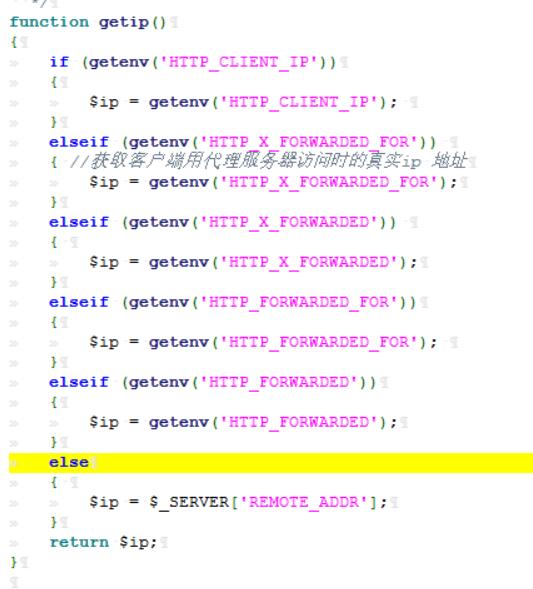 */
function getip()
{
if (getenv('HTTP_CLIENT_IP'))
{
$ip = getenv('HTTP_CLIENT_IP');
}
elseif (getenv('HTTP_X_FORWARDED_FOR'))
{ //获取客户端用代理服务器访问时的真实ip 地址
$ip = getenv('HTTP_X_FORWARDED_FOR');
}
elseif (getenv('HTTP_X_FORWARDED'))
{
$ip = getenv('HTTP_X_FORWARDED');
}
elseif (getenv('HTTP_FORWARDED_FOR'))
{
$ip = getenv('HTTP_FORWARDED_FOR');
}
elseif (getenv('HTTP_FORWARDED'))
{
$ip = getenv('HTTP_FORWARDED');
}
else
{
$ip = $_SERVER['REMOTE_ADDR'];
}
return $ip;
}